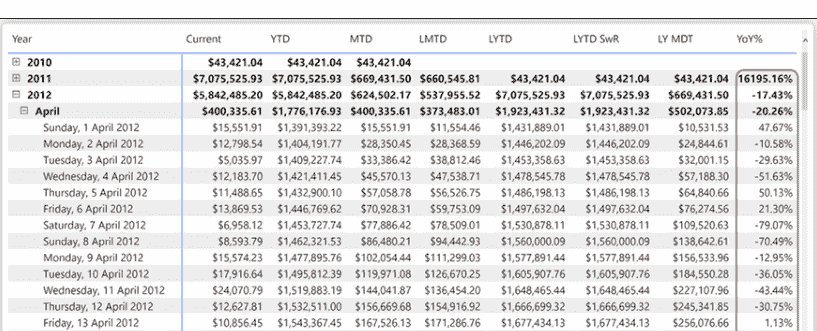 Year Current YTD MTD LMTD LYTD LYTD SwR LY MDT YoY%
2010 $43,421.04 $43,421.04 $43,421.04
2011 $7,075,525.93 $7,075,525.93 $669,431.50 $660,545.81 $43,421.04 $43,421.04 $43,421.04 16195.16%
2012 $5,842,485.20 $5,842,485.20 $624,502.17 $537,955.52 $7,075,525.93 $7,075,525.93 $669,431.50 -17.43%
April $400,335.61 $1,776,176.93 $400,335.61 $373,483.01 $1,923,431.32 $1,923,431.32 $502,073.85 -20.26%
Sunday, 1 April 2012 $15,551.91 $1,391,393.22 $15,551.91 $11,554.46 $1,431,889.01 $1,431,889.01 $10,531.53 47.67%
Monday, 2 April 2012 $12,798.54 $1,404,191.77 $28,350.45 $28,368.59 $1,446,202.09 $1,446,202.09 $24,844.61 -10.58%
Tuesday, 3 April 2012 $5,035.97 $1,409,227.74 $33,386.42 $38,812.46 $1,453,358.63 $1,453,358.63 $32,001.15 -29.63%
Wednesday, 4 April 2012 $12,183.70 $1,421,411.45 $45,570.13 $47,538.71 $1,478,545.78 $1,478,545.78 $57,188.30 -51.63%
Thursday, 5 April 2012 $11,488.65 $1,432,900.10 $57,058.78 $56,526.75 $1,486,198.13 $1,486,198.13 $64,840.66 50.13%
Friday, 6 April 2012 $13,869.53 $1,446,769.62 $70,928.31 $59,753.09 $1,497,632.04 $1,497,632.04 $76,274.56 21.30%
Saturday, 7 April 2012 $6,958.12 $1,453,727.74 $77,886.42 $78,509.01 $1,530,878.11 $1,530,878.11 $109,520.63 -79.07%
Sunday, 8 April 2012 $8,593.79 $1,462,321.53 $86,480.21 $94,442.93 $1,560,000.09 $1,560,000.09 $138,642.61 -70.49%
Monday, 9 April 2012 $15,574.23 $1,477,895.76 $102,054.44 $111,299.03 $1,577,891.44 $1,577,891.44 $156,533.96 -12.95%
Tuesday, 10 April 2012 $17,916.64 $1,495,812.39 $119,971.08 $126,670.25 $1,605,907.76 $1,605,907.76 $184,550.28 -36.05%
Wednesday, 11 April 2012 $24,070.79 $1,519,883.19 $144,041.87 $136,454.20 $1,648,465.44 $1,648,465.44 $227,107.96 -43.44%
Thursday, 12 April 2012 $12,627.81 $1,532,511.00 $156,669.68 $154,916.92 $1,666,699.32 $1,666,699.32 $245,341.85 -30.75%
Friday, 13 April 2012 $10,856.45 $1,543,367.45 $167,526.13 $171,286.76 $1,677,434.13 $1,677,434.13 $256,076.66 1.13%